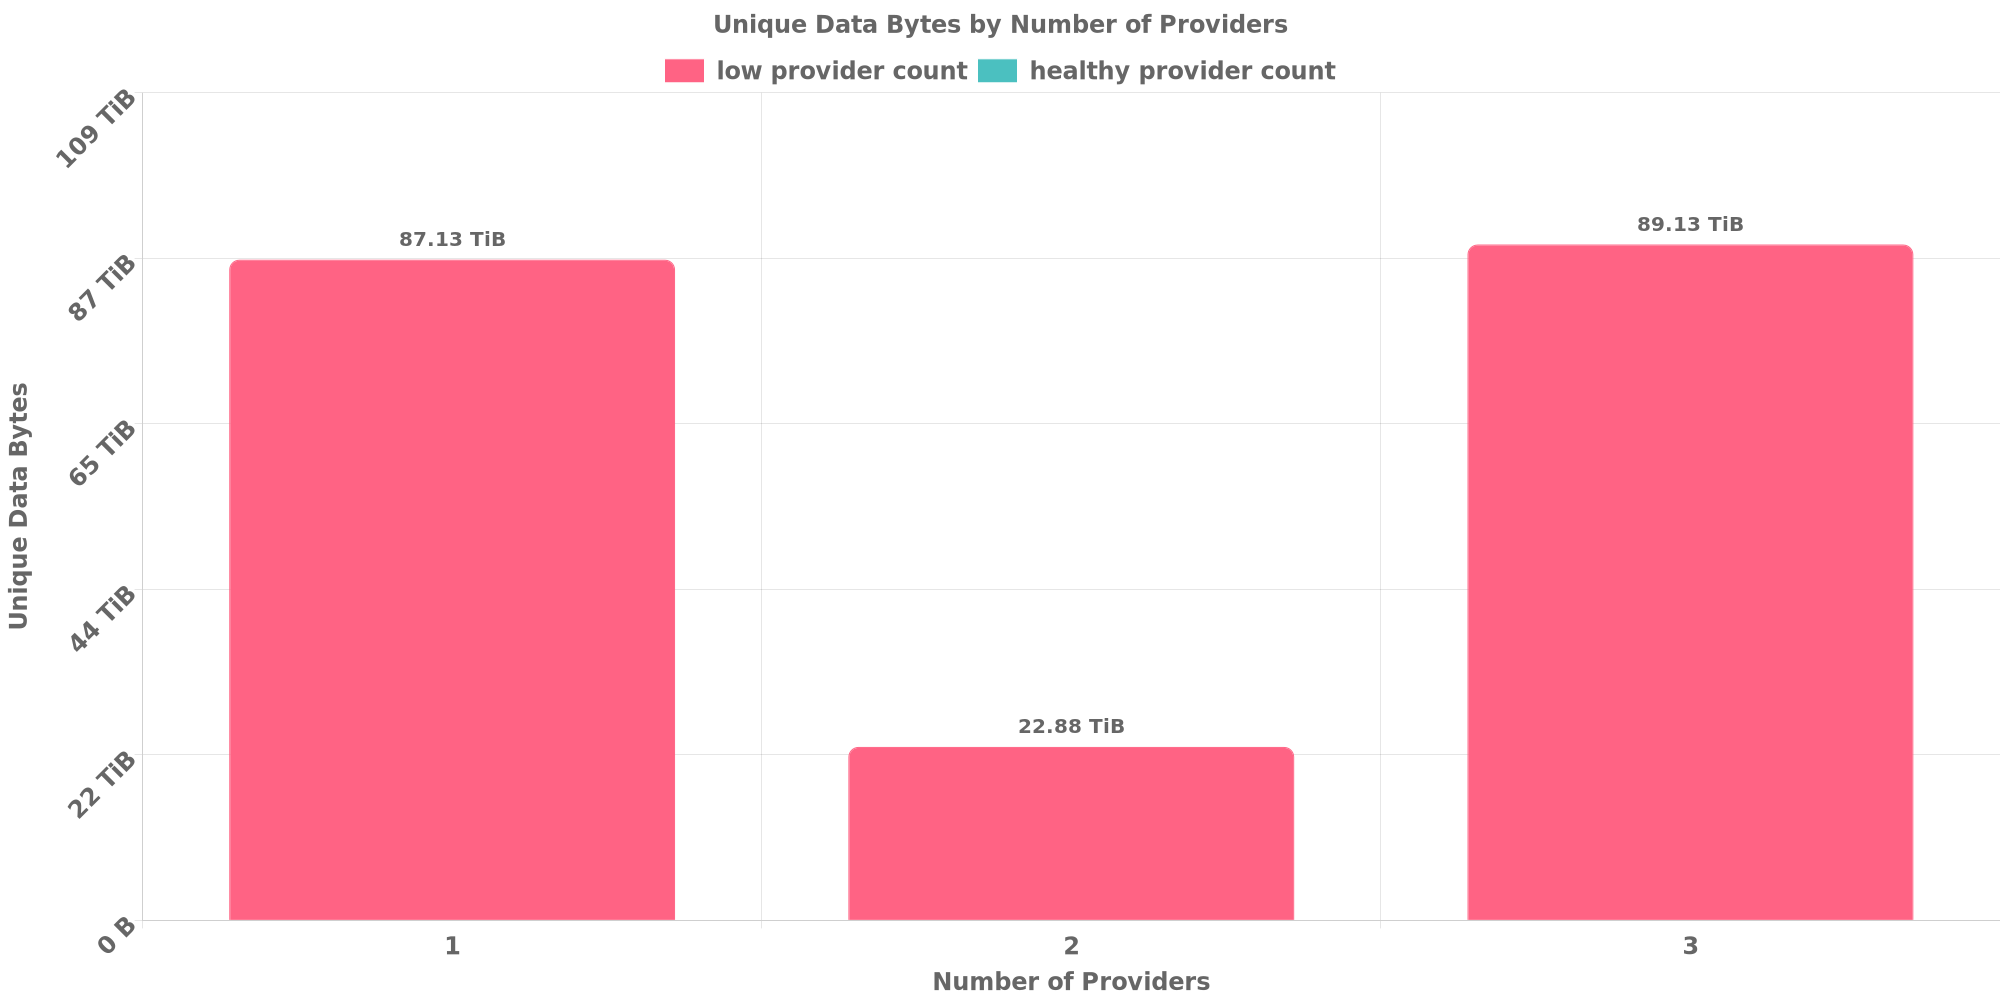 Unique Data Bytes by Number of Providers
low provider count healthy provider count
109 TiB
87 TiB
65 TiB
44 TiB
22 TiB
0 B
Unique Data Bytes
87.13 TiB
22.88 TiB
89.13 TiB
1 2 3
Number of Providers